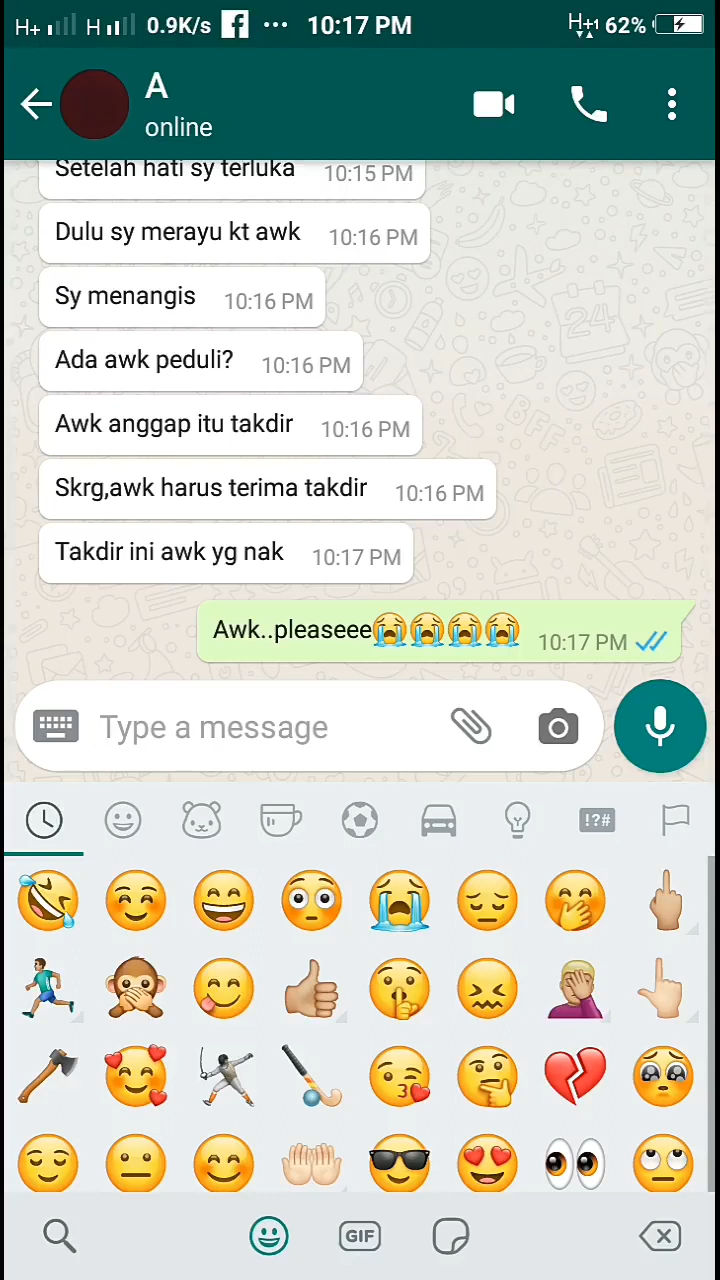 H+ H 0.9K/s f ... 10:17 PM H+1 62%
A
online
Setelah hati sy terluka 10:15 PM
Dulu sy merayu kt awk 10:16 PM
Sy menangis 10:16 PM
Ada awk peduli? 10:16 PM
Awk anggap itu takdir 10:16 PM
Skrg,awk harus terima takdir 10:16 PM
Takdir ini awk yg nak 10:17 PM
Awk..pleaseee😭😭😭😭 10:17 PM
Type a message
!?#
GIF